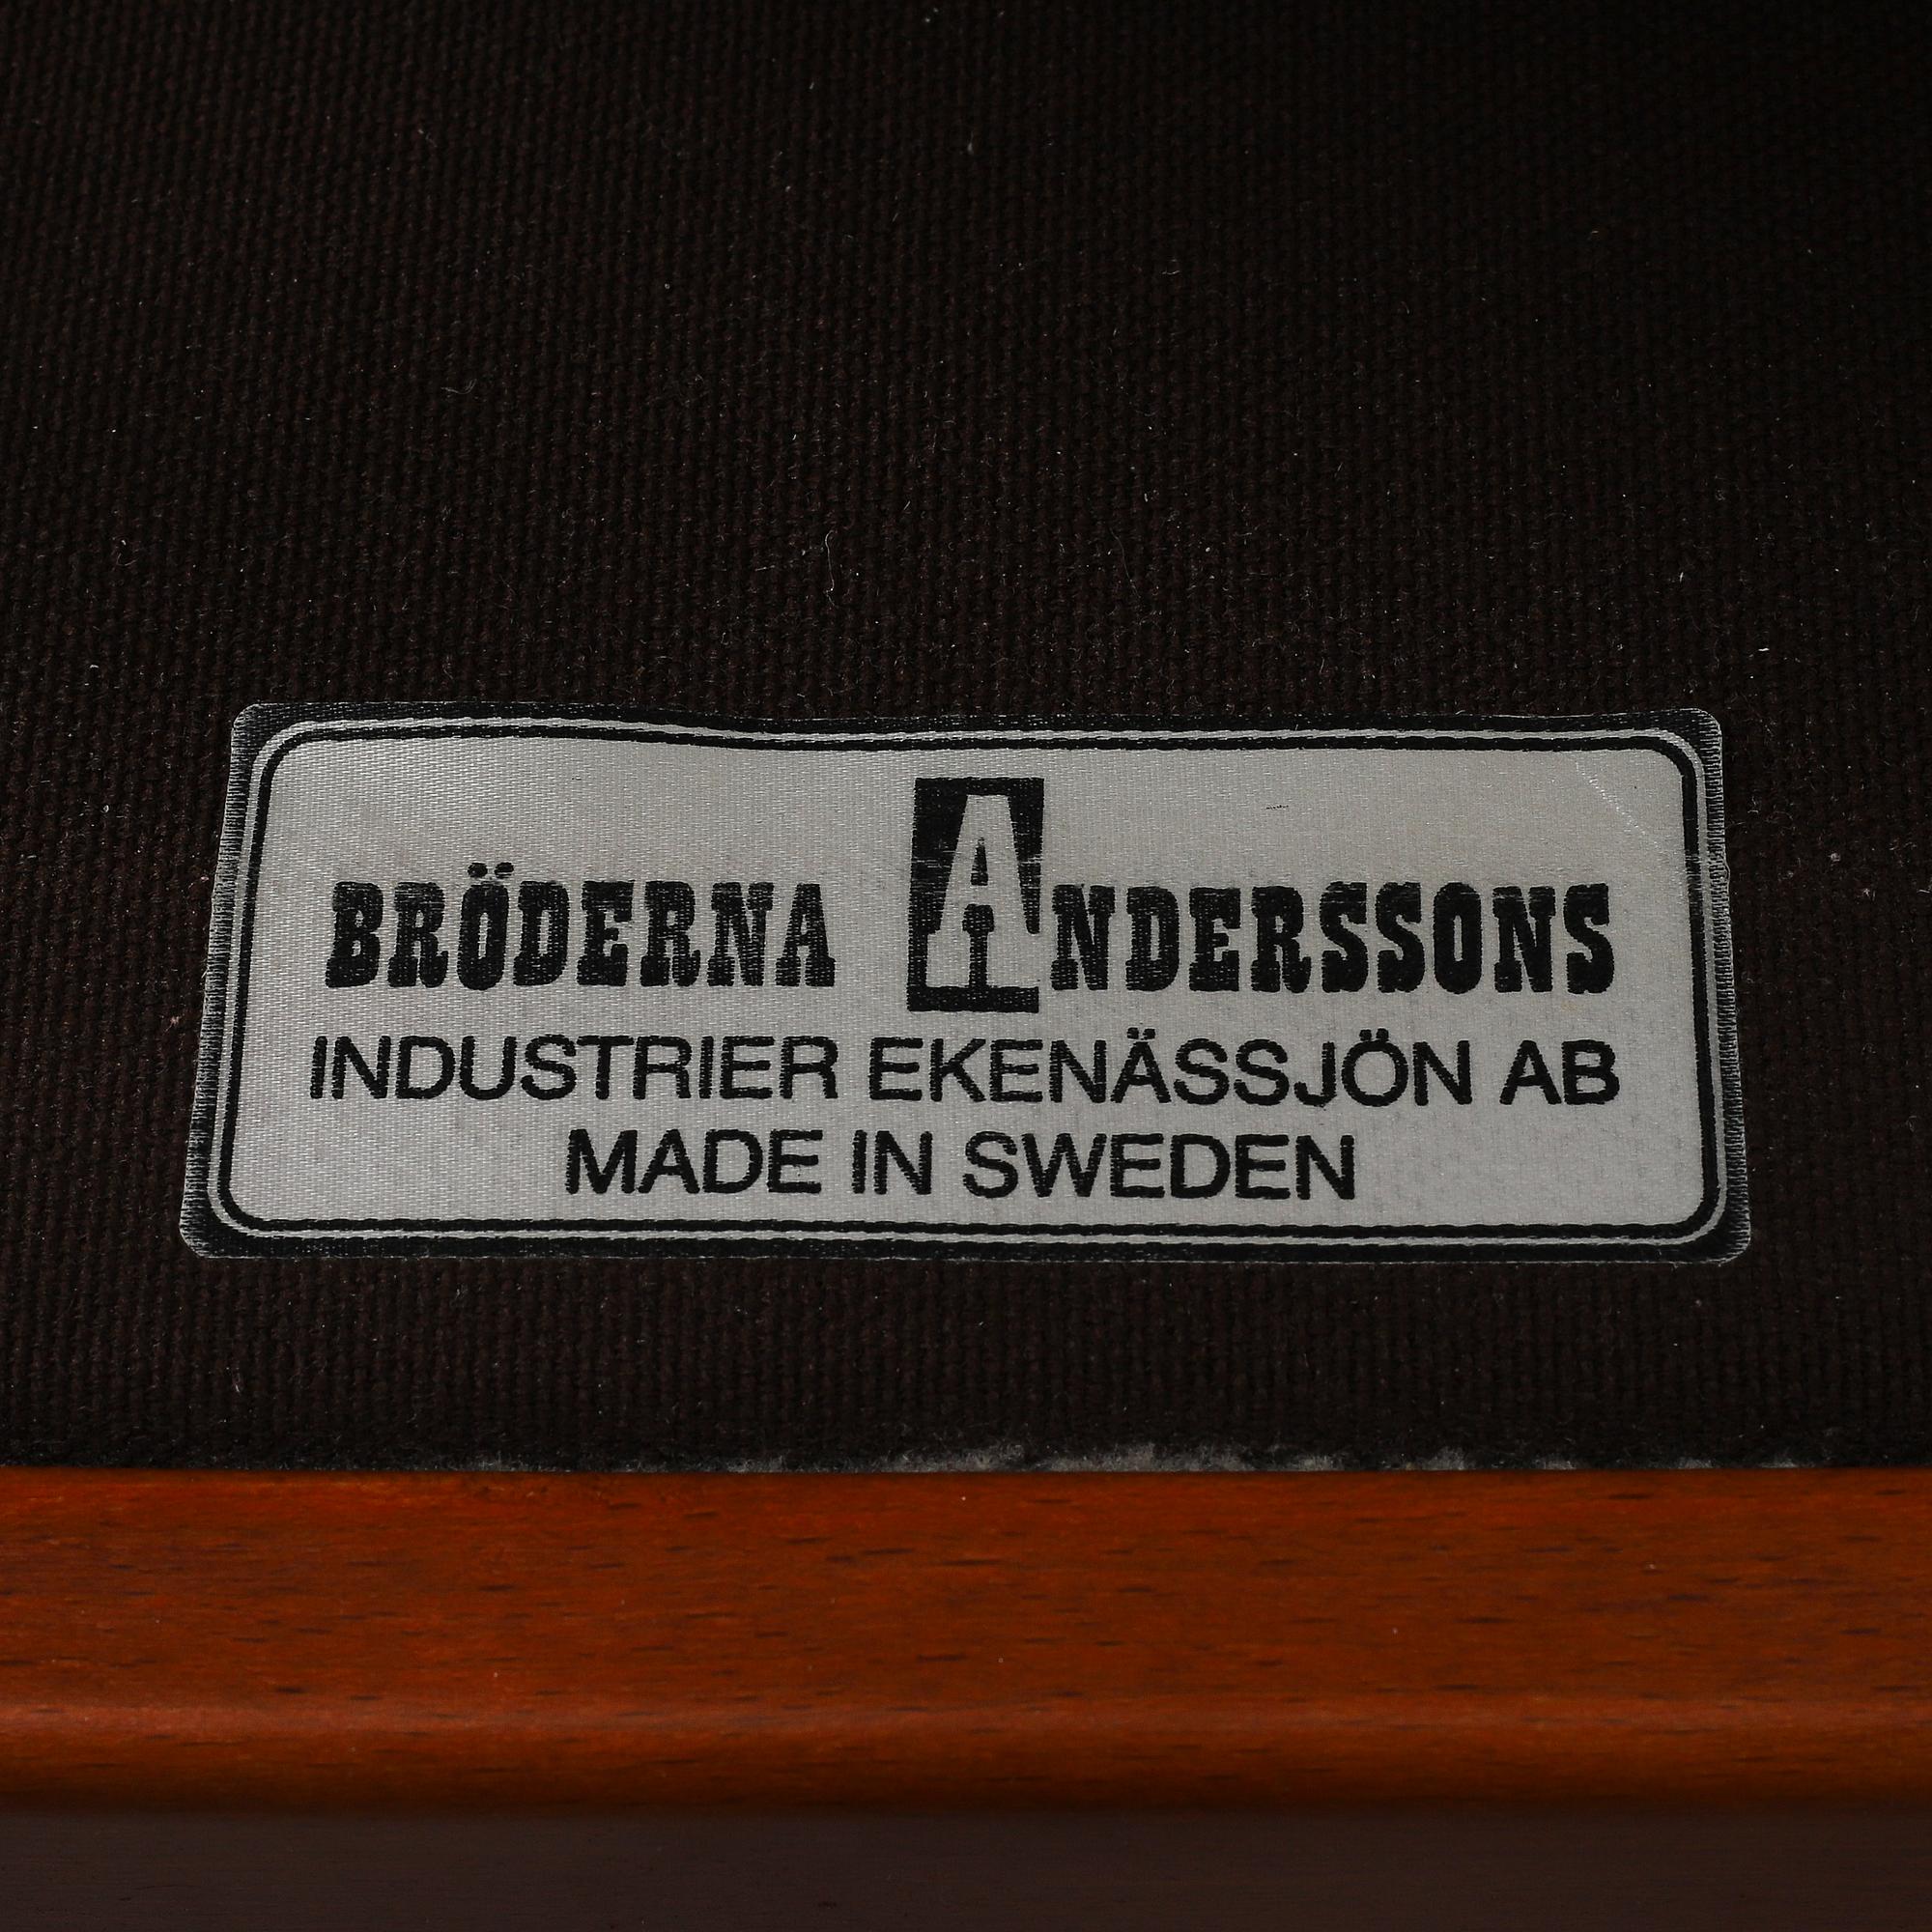 BRÖDERNA ANDERSSONS
INDUSTRIER EKENÄSSJÖN AB
MADE IN SWEDEN